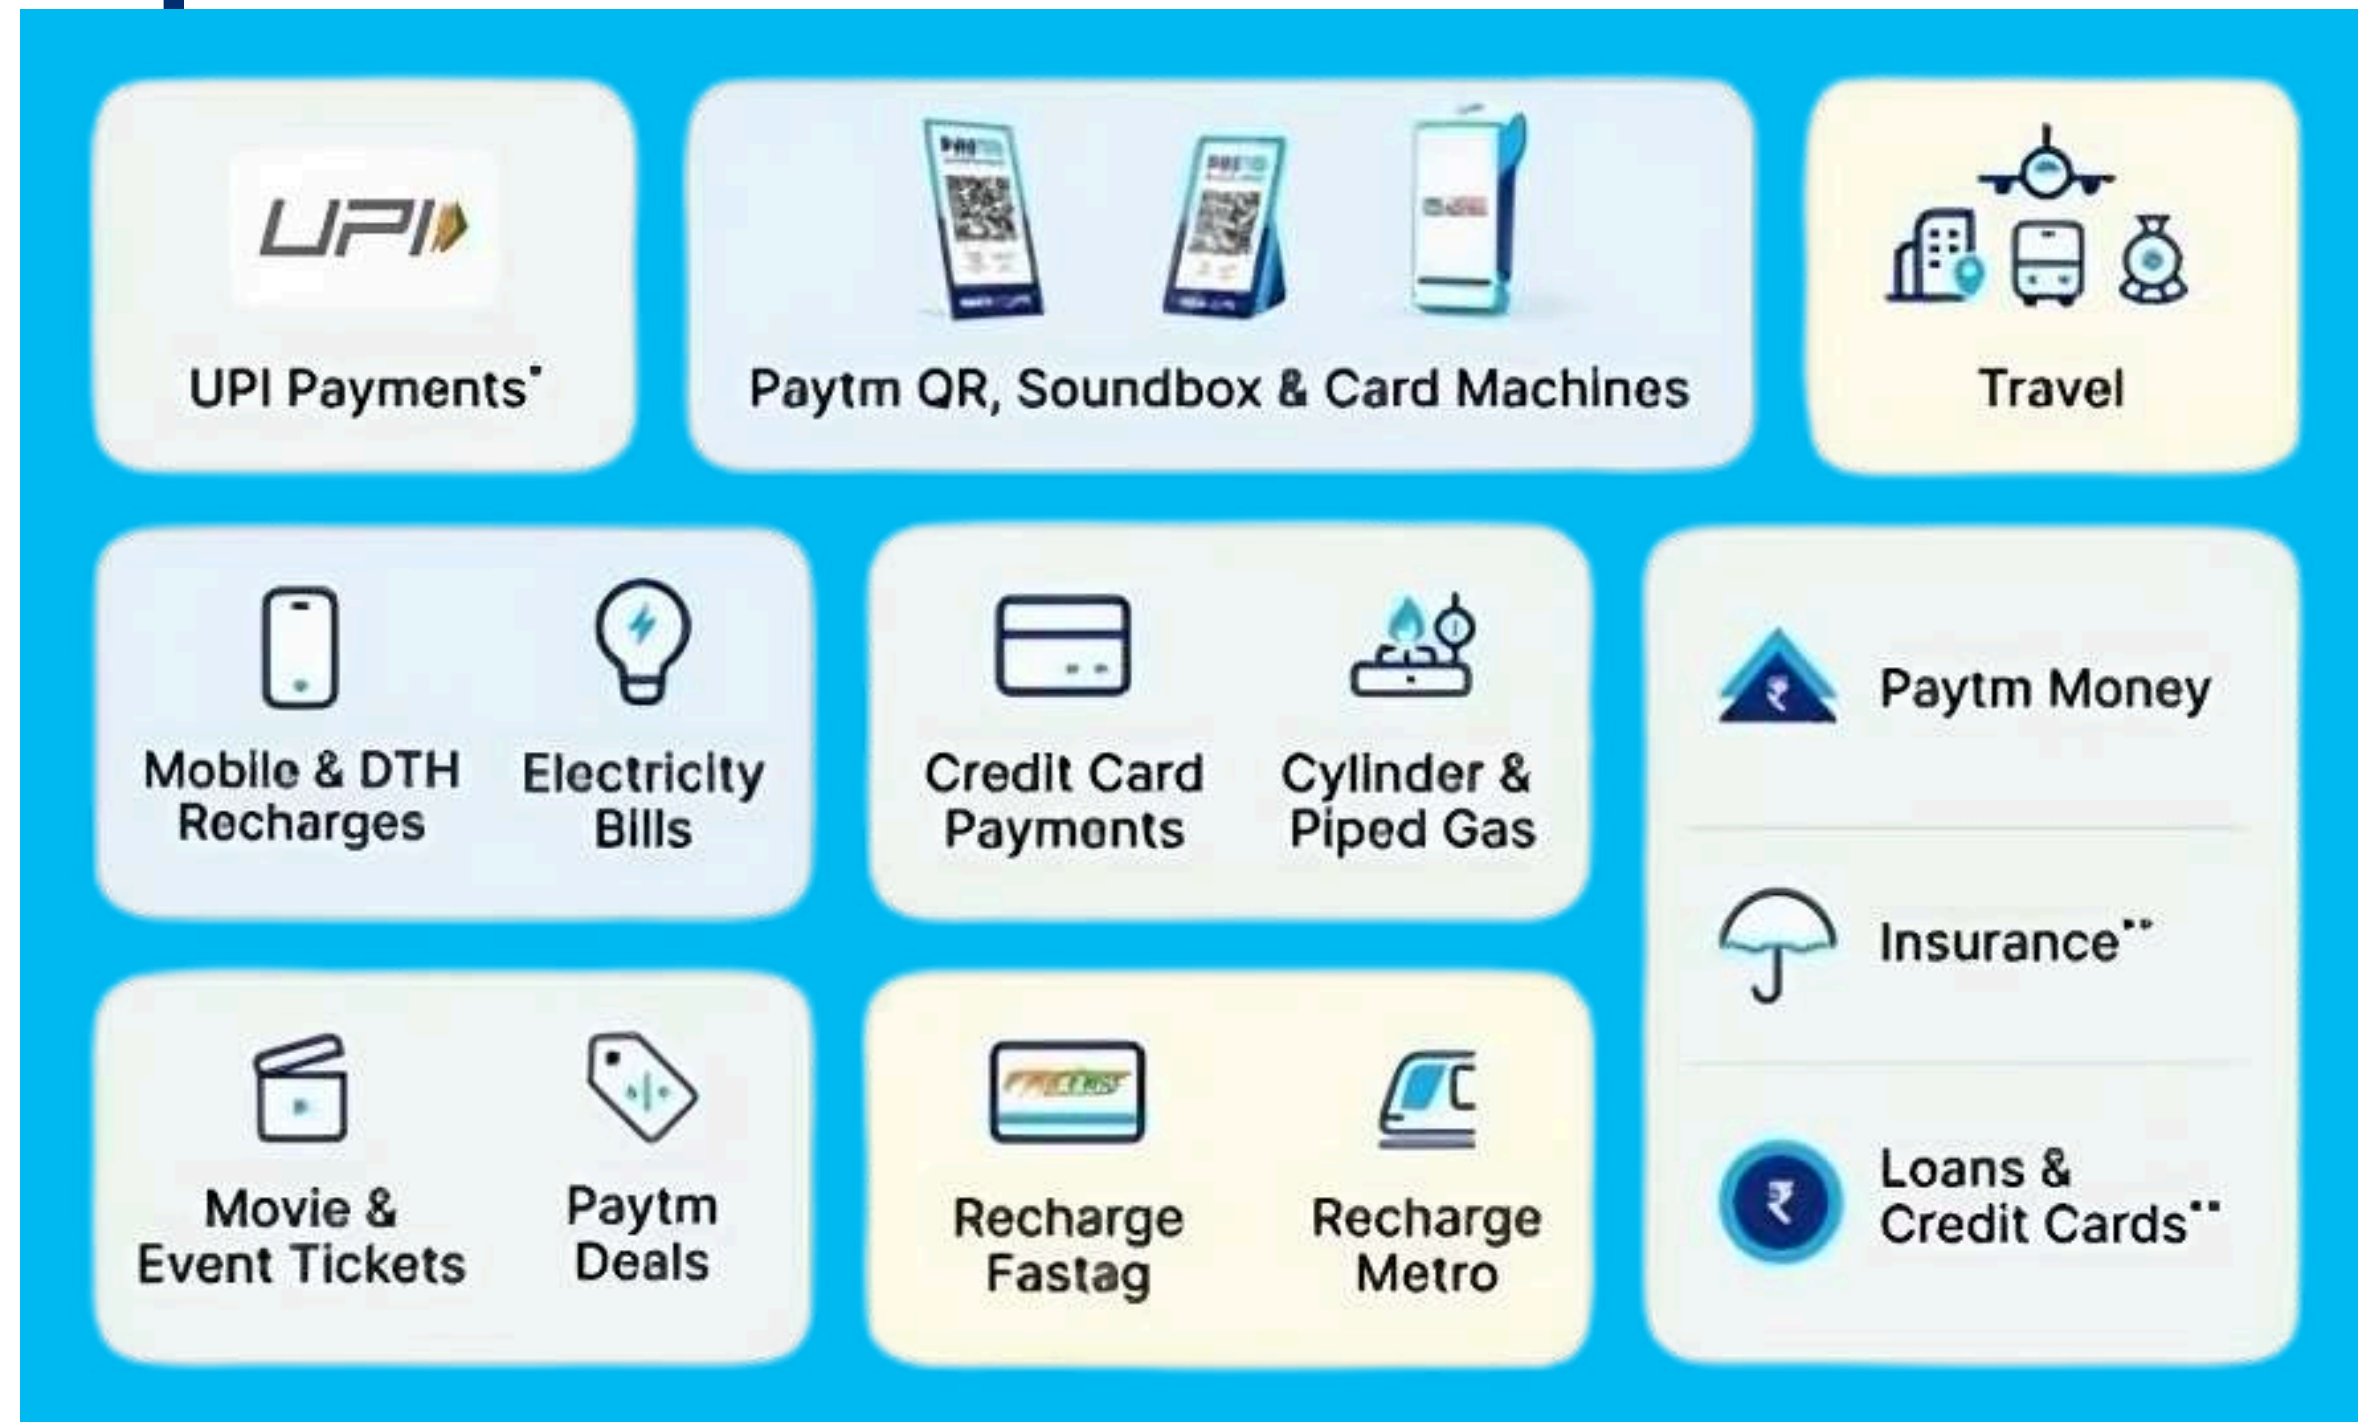 UPI
UPI Payments*
Paytm QR, Soundbox & Card Machines
Travel
Mobile & DTH
Recharges
Electricity
Bills
Credit Card
Payments
Cylinder &
Piped Gas
Paytm Money
Insurance**
Loans &
Credit Cards**
Movie &
Event Tickets
Paytm
Deals
Recharge
Fastag
Recharge
Metro